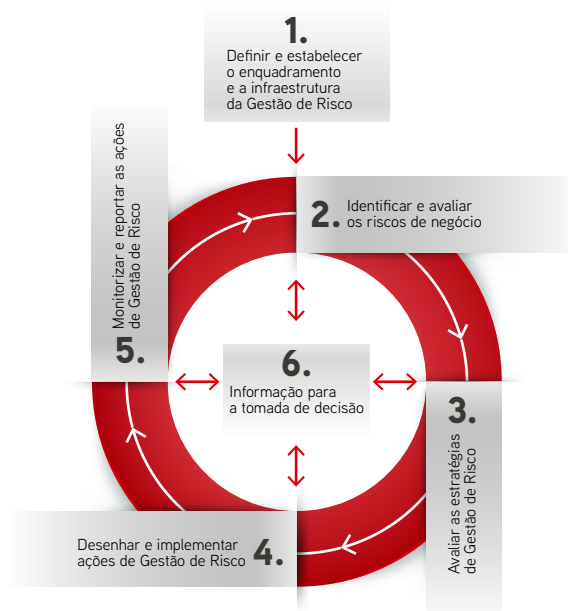 1.
Definir e estabelecer
o enquadramento
e a infraestrutura
da Gestão de Risco
2.
Identificar e avaliar
os riscos de negócio
3.
Avaliar as estratégias
de Gestão de Risco
4.
Desenhar e implementar
ações de Gestão de Risco
5.
Monitorizar e reportar as ações
de Gestão de Risco
6.
Informação para
a tomada de decisão